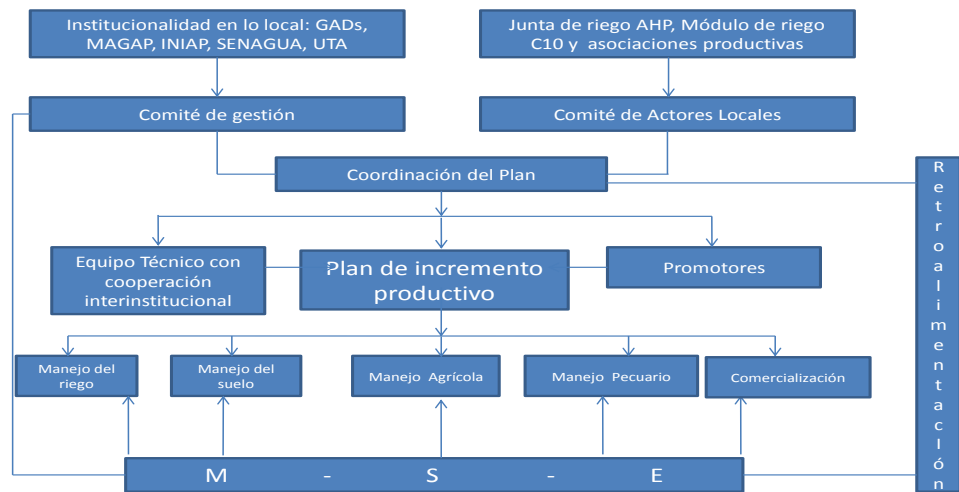 Institucionalidad en lo local: GADs,
MAGAP, INIAP, SENAGUA, UTA
Junta de riego AHP, Módulo de riego
C10 y asociaciones productivas
Comité de gestión
Comité de Actores Locales
Coordinación del Plan
Equipo Técnico con
cooperación
interinstitucional
Plan de incremento
productivo
Promotores
Manejo del
riego
Manejo del
suelo
Manejo Agrícola
Manejo Pecuario
Comercialización
M - S - E
Retroalimentaclón